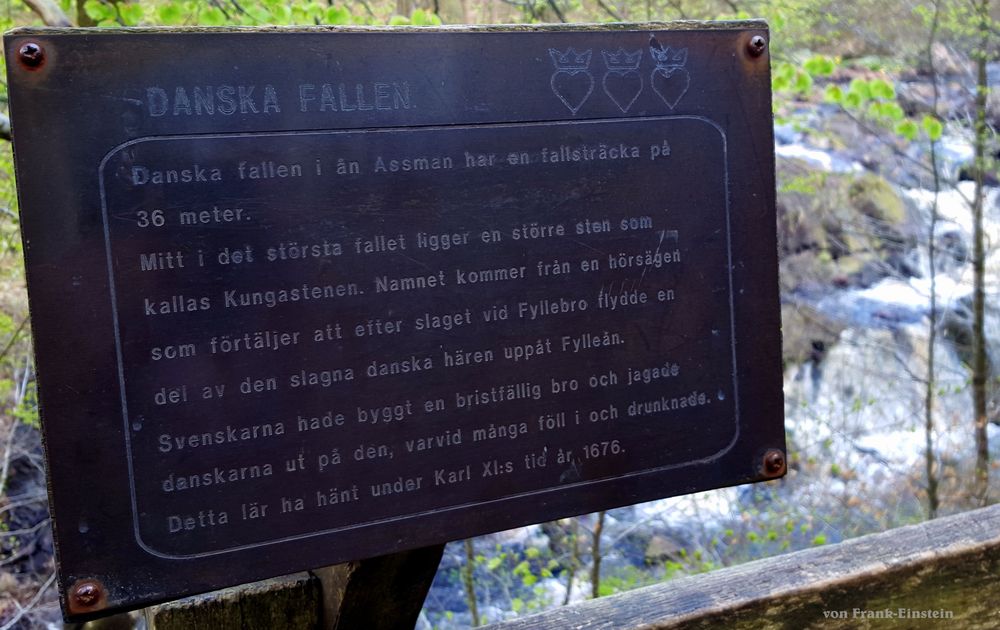 DANSKA FALLEN.
Danska fallen i ån Assman har en fallsträcka på
36 meter.
Mitt i det största fallet ligger en större sten som
kallas Kungastenen. Namnet kommer från en hörsägen
som förtäljer att efter slaget vid Fyllebro flydde en
del av den slagna danska hären uppåt Fylleån.
Svenskarna hade byggt en bristfällig bro och jagade
danskarna ut på den, varvid många föll i och drunknade.
Detta lär ha hänt under Karl XI:s tid år 1676.
von Frank-Einstein